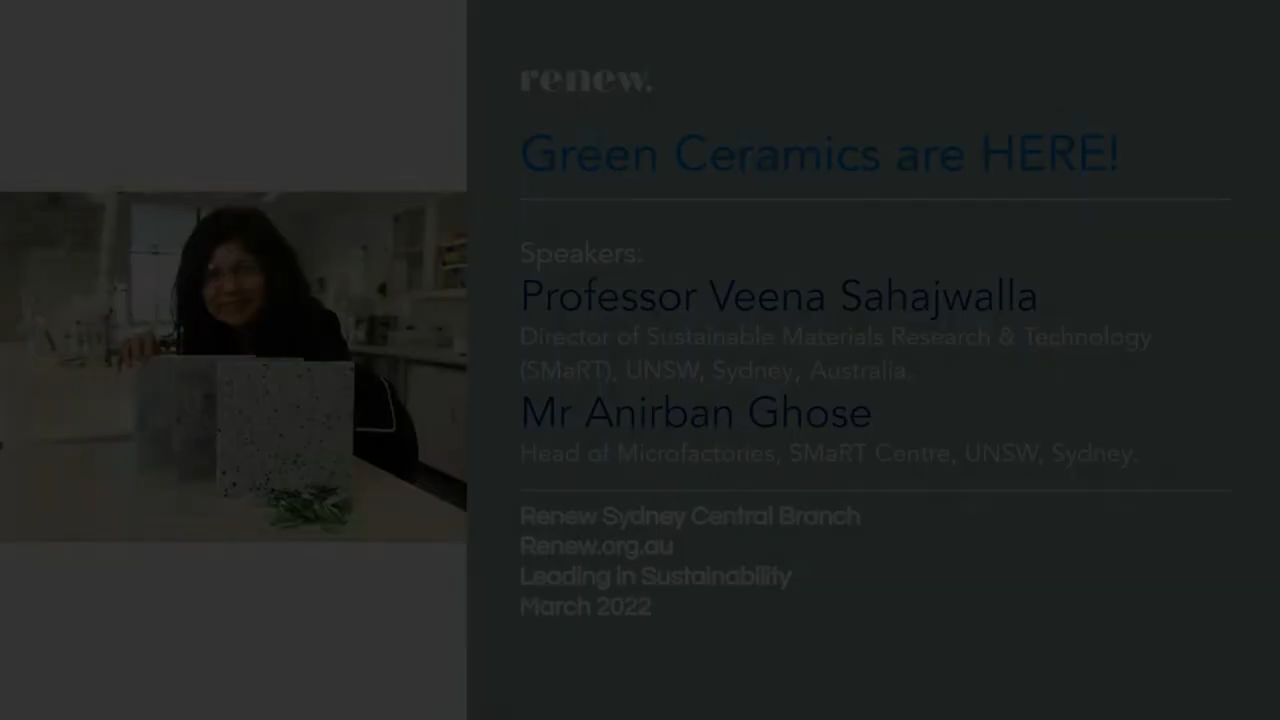 renew.
Green Ceramics are HERE!
Speakers:
Professor Veena Sahajwalla
Director of Sustainable Materials Research & Technology
(SMaRT), UNSW, Sydney, Australia.
Mr Anirban Ghose
Head of Microfactories, SMaRT Centre, UNSW, Sydney.
Renew Sydney Central Branch
Renew.org.au
Leading in Sustainability
March 2022